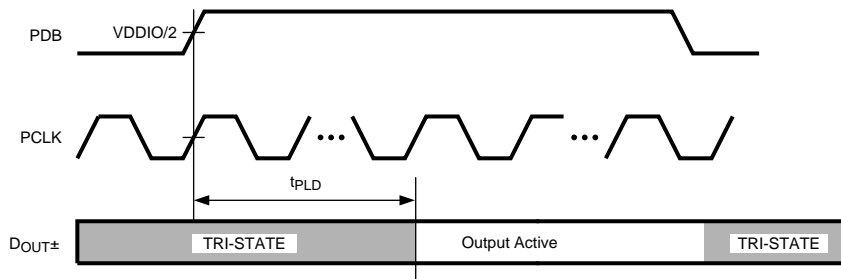 PDB
VDDIO/2
PCLK
tPLD
DOUT±
TRI-STATE
Output Active
TRI-STATE